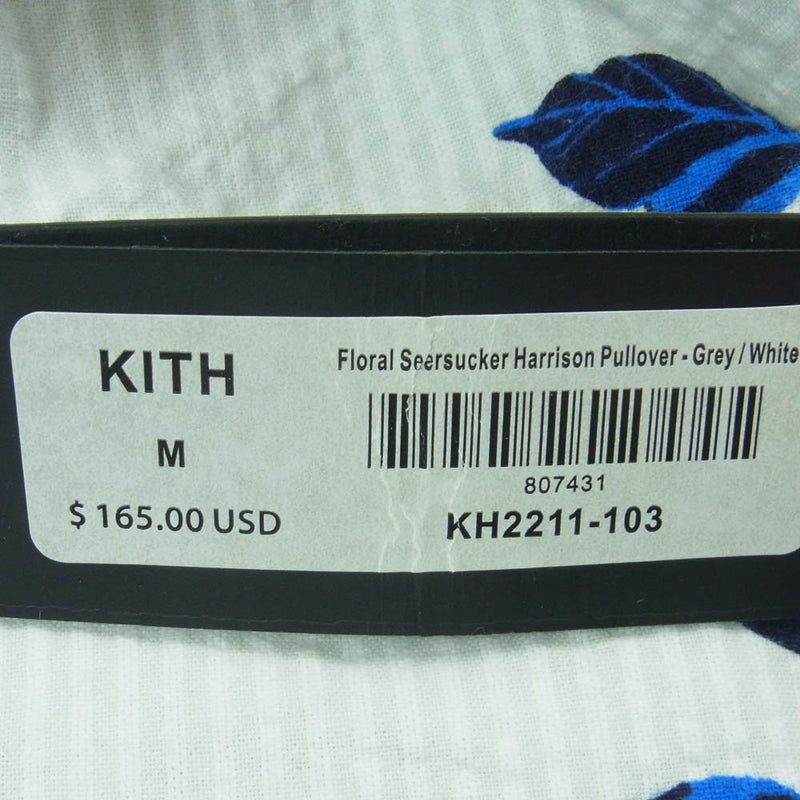 KITH
M
$ 165.00 USD
Floral Seersucker Harrison Pullover - Grey / White
807431
KH2211-103